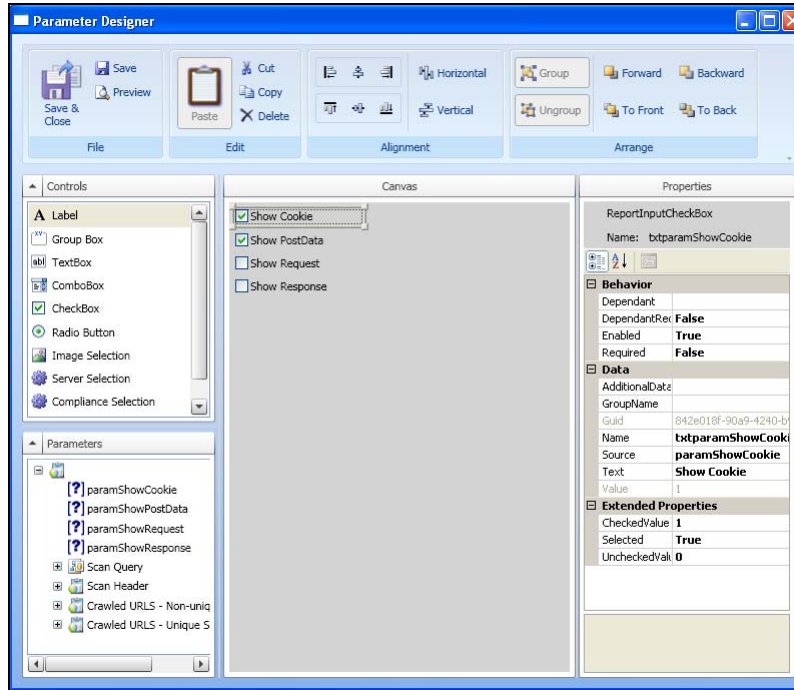 Parameter Designer
Save & Close
Save
Preview
File
Paste
Cut
Copy
Delete
Edit
Horizontal
Vertical
Alignment
Group
Ungroup
Forward
Backward
To Front
To Back
Arrange
Controls
A Label
Group Box
abl TextBox
ComboBox
CheckBox
Radio Button
Image Selection
Server Selection
Compliance Selection
Parameters
[?] paramShowCookie
[?] paramShowPostData
[?] paramShowRequest
[?] paramShowResponse
Scan Query
Scan Header
Crawled URLS - Non-uniq
Crawled URLS - Unique S
Canvas
Show Cookie
Show PostData
Show Request
Show Response
Properties
ReportInputCheckBox
Name: txtparamShowCookie
Behavior
Dependant
DependantRec False
Enabled True
Required False
Data
AdditionalData
GroupName
Guid 842e018f-90a9-4240-b
Name txtparamShowCooki
Source paramShowCookie
Text Show Cookie
Value 1
Extended Properties
CheckedValue 1
Selected True
UncheckedValu 0